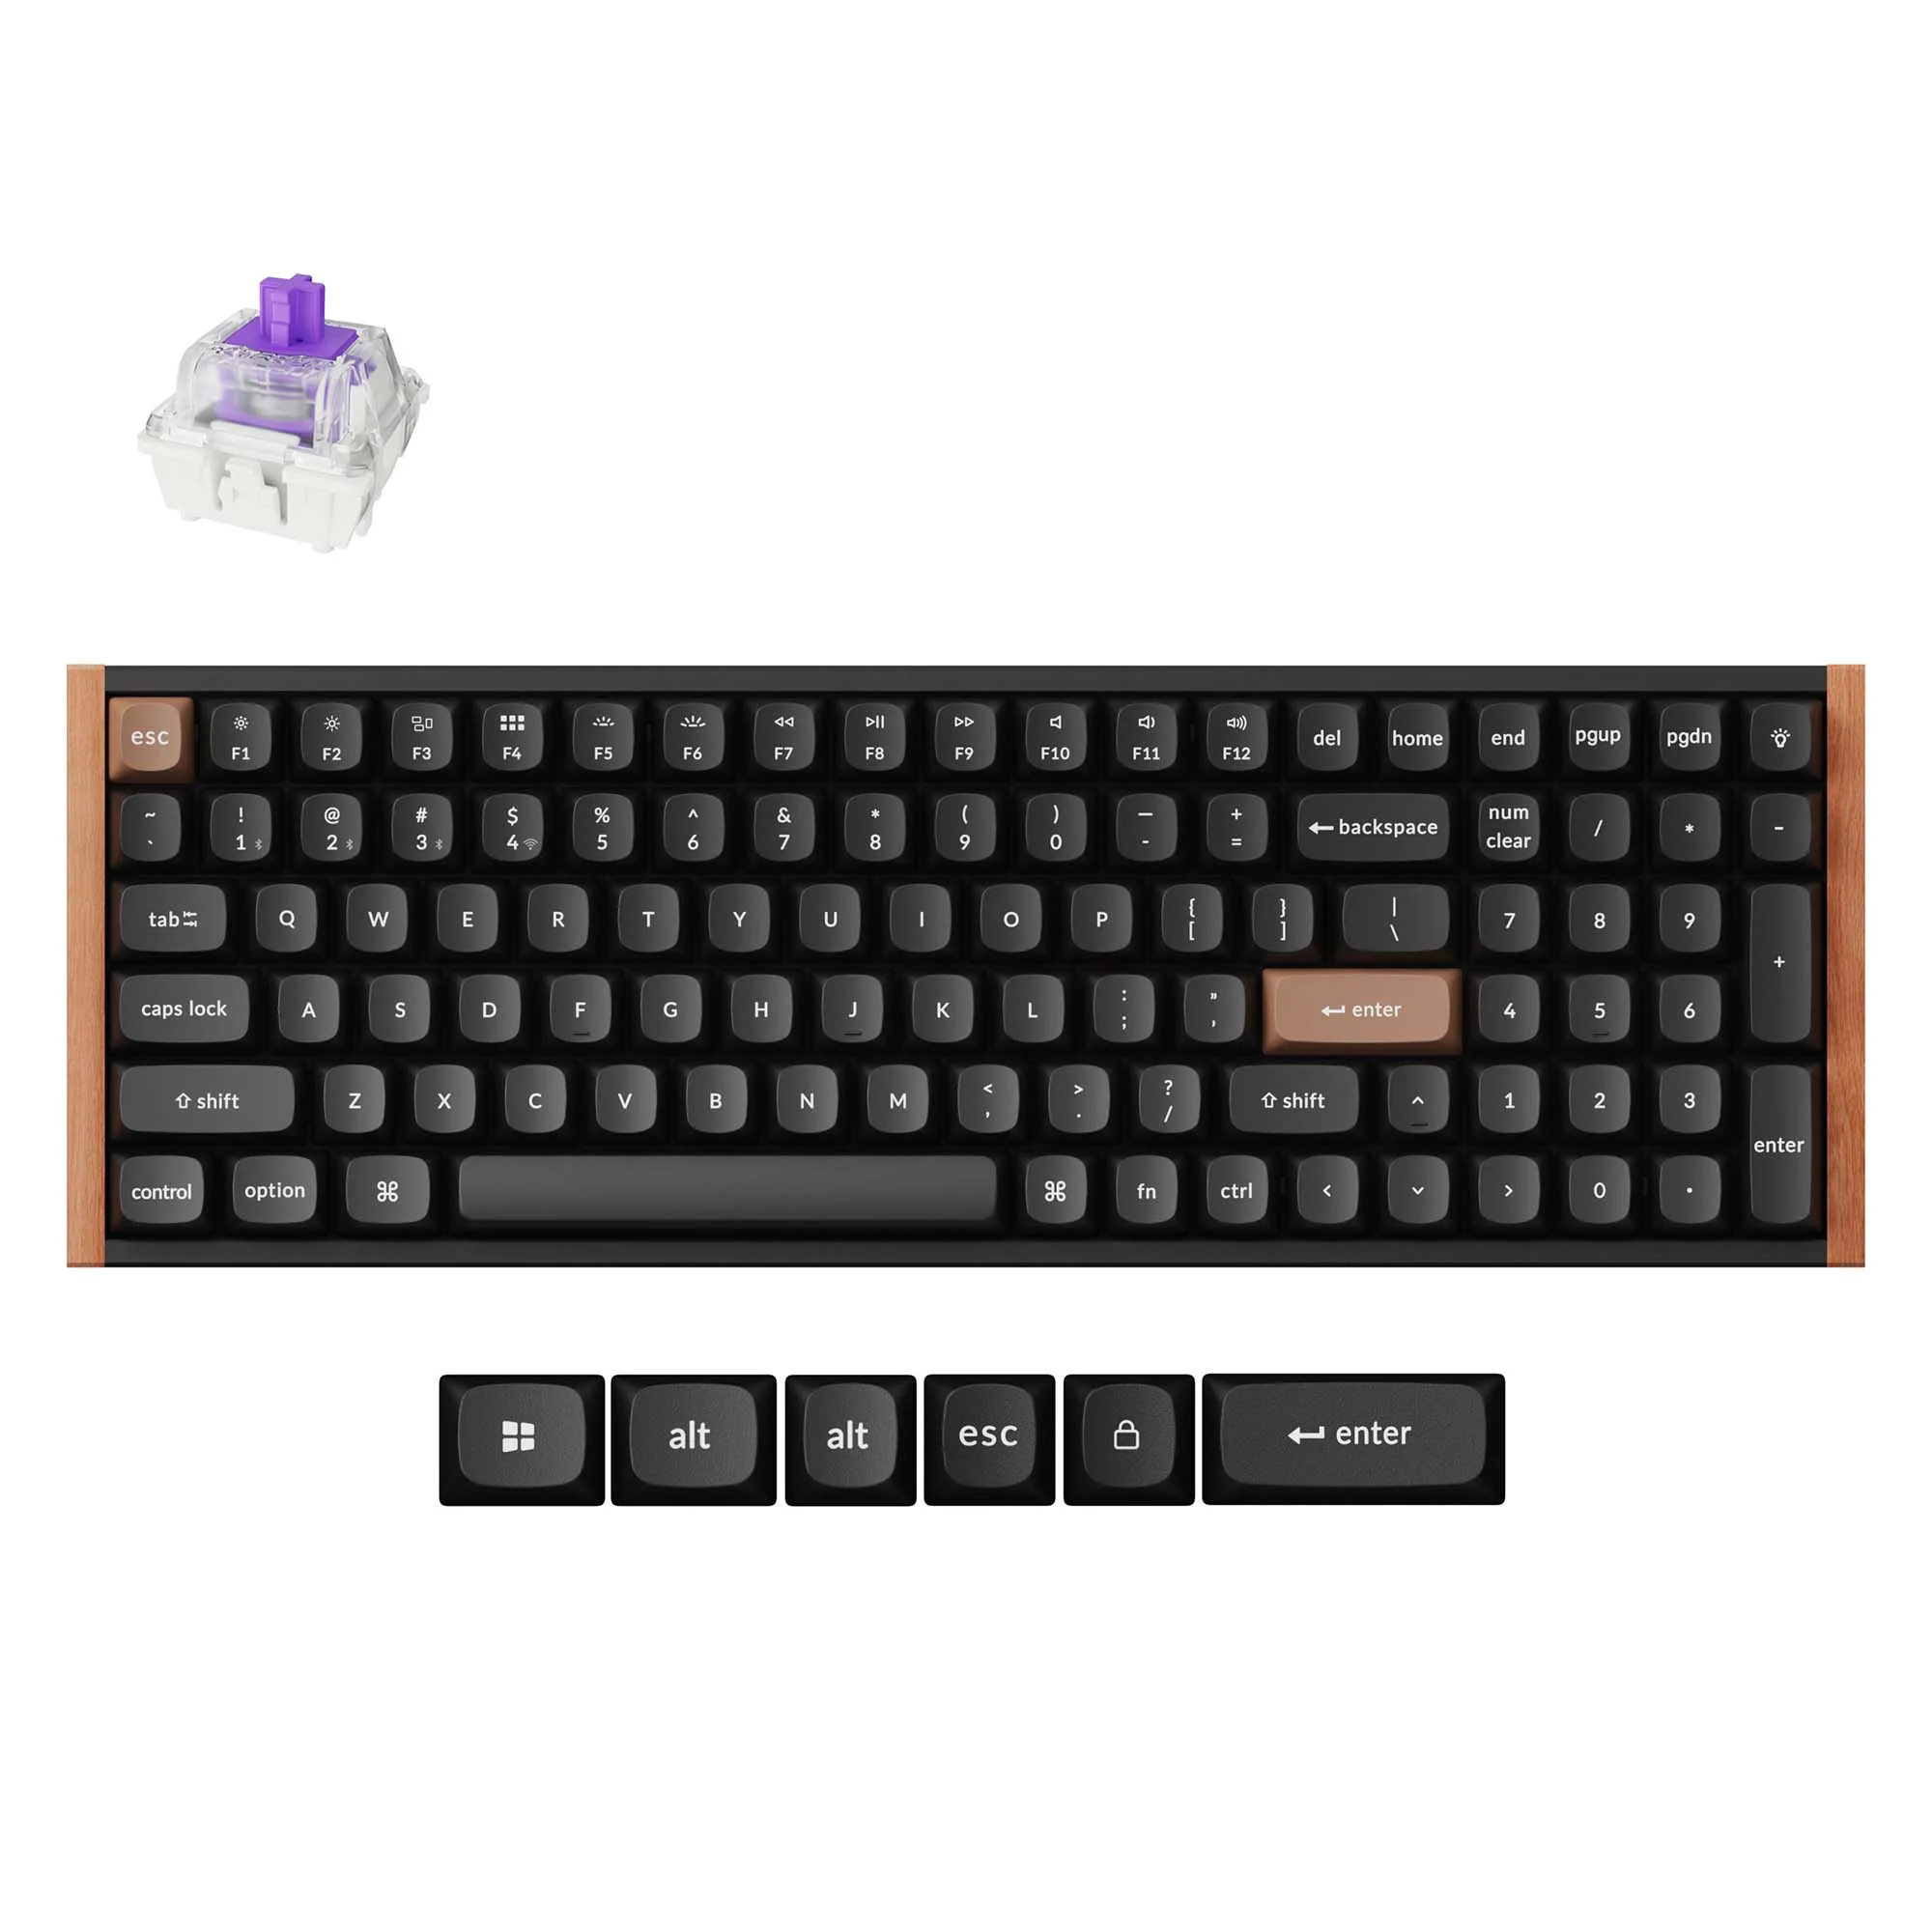 esc F1 F2 F3 F4 F5 F6 F7 F8 F9 F10 F11 F12 del home end pgup pgdn
~ ! @ # $ % ^ & * ( ) — + ← backspace num / * -
` 1 2 3 4 5 6 7 8 9 0 - = clear
tab Q W E R T Y U I O P { } | 7 8 9 +
[ ] \
caps lock A S D F G H J K L : " ↵ enter 4 5 6
; '
⇧ shift Z X C V B N M < > ? ⇧ shift ^ 1 2 3 enter
, . /
control option ⌘ ⌘ fn ctrl < ⌄ > 0 .
alt alt esc ↵ enter